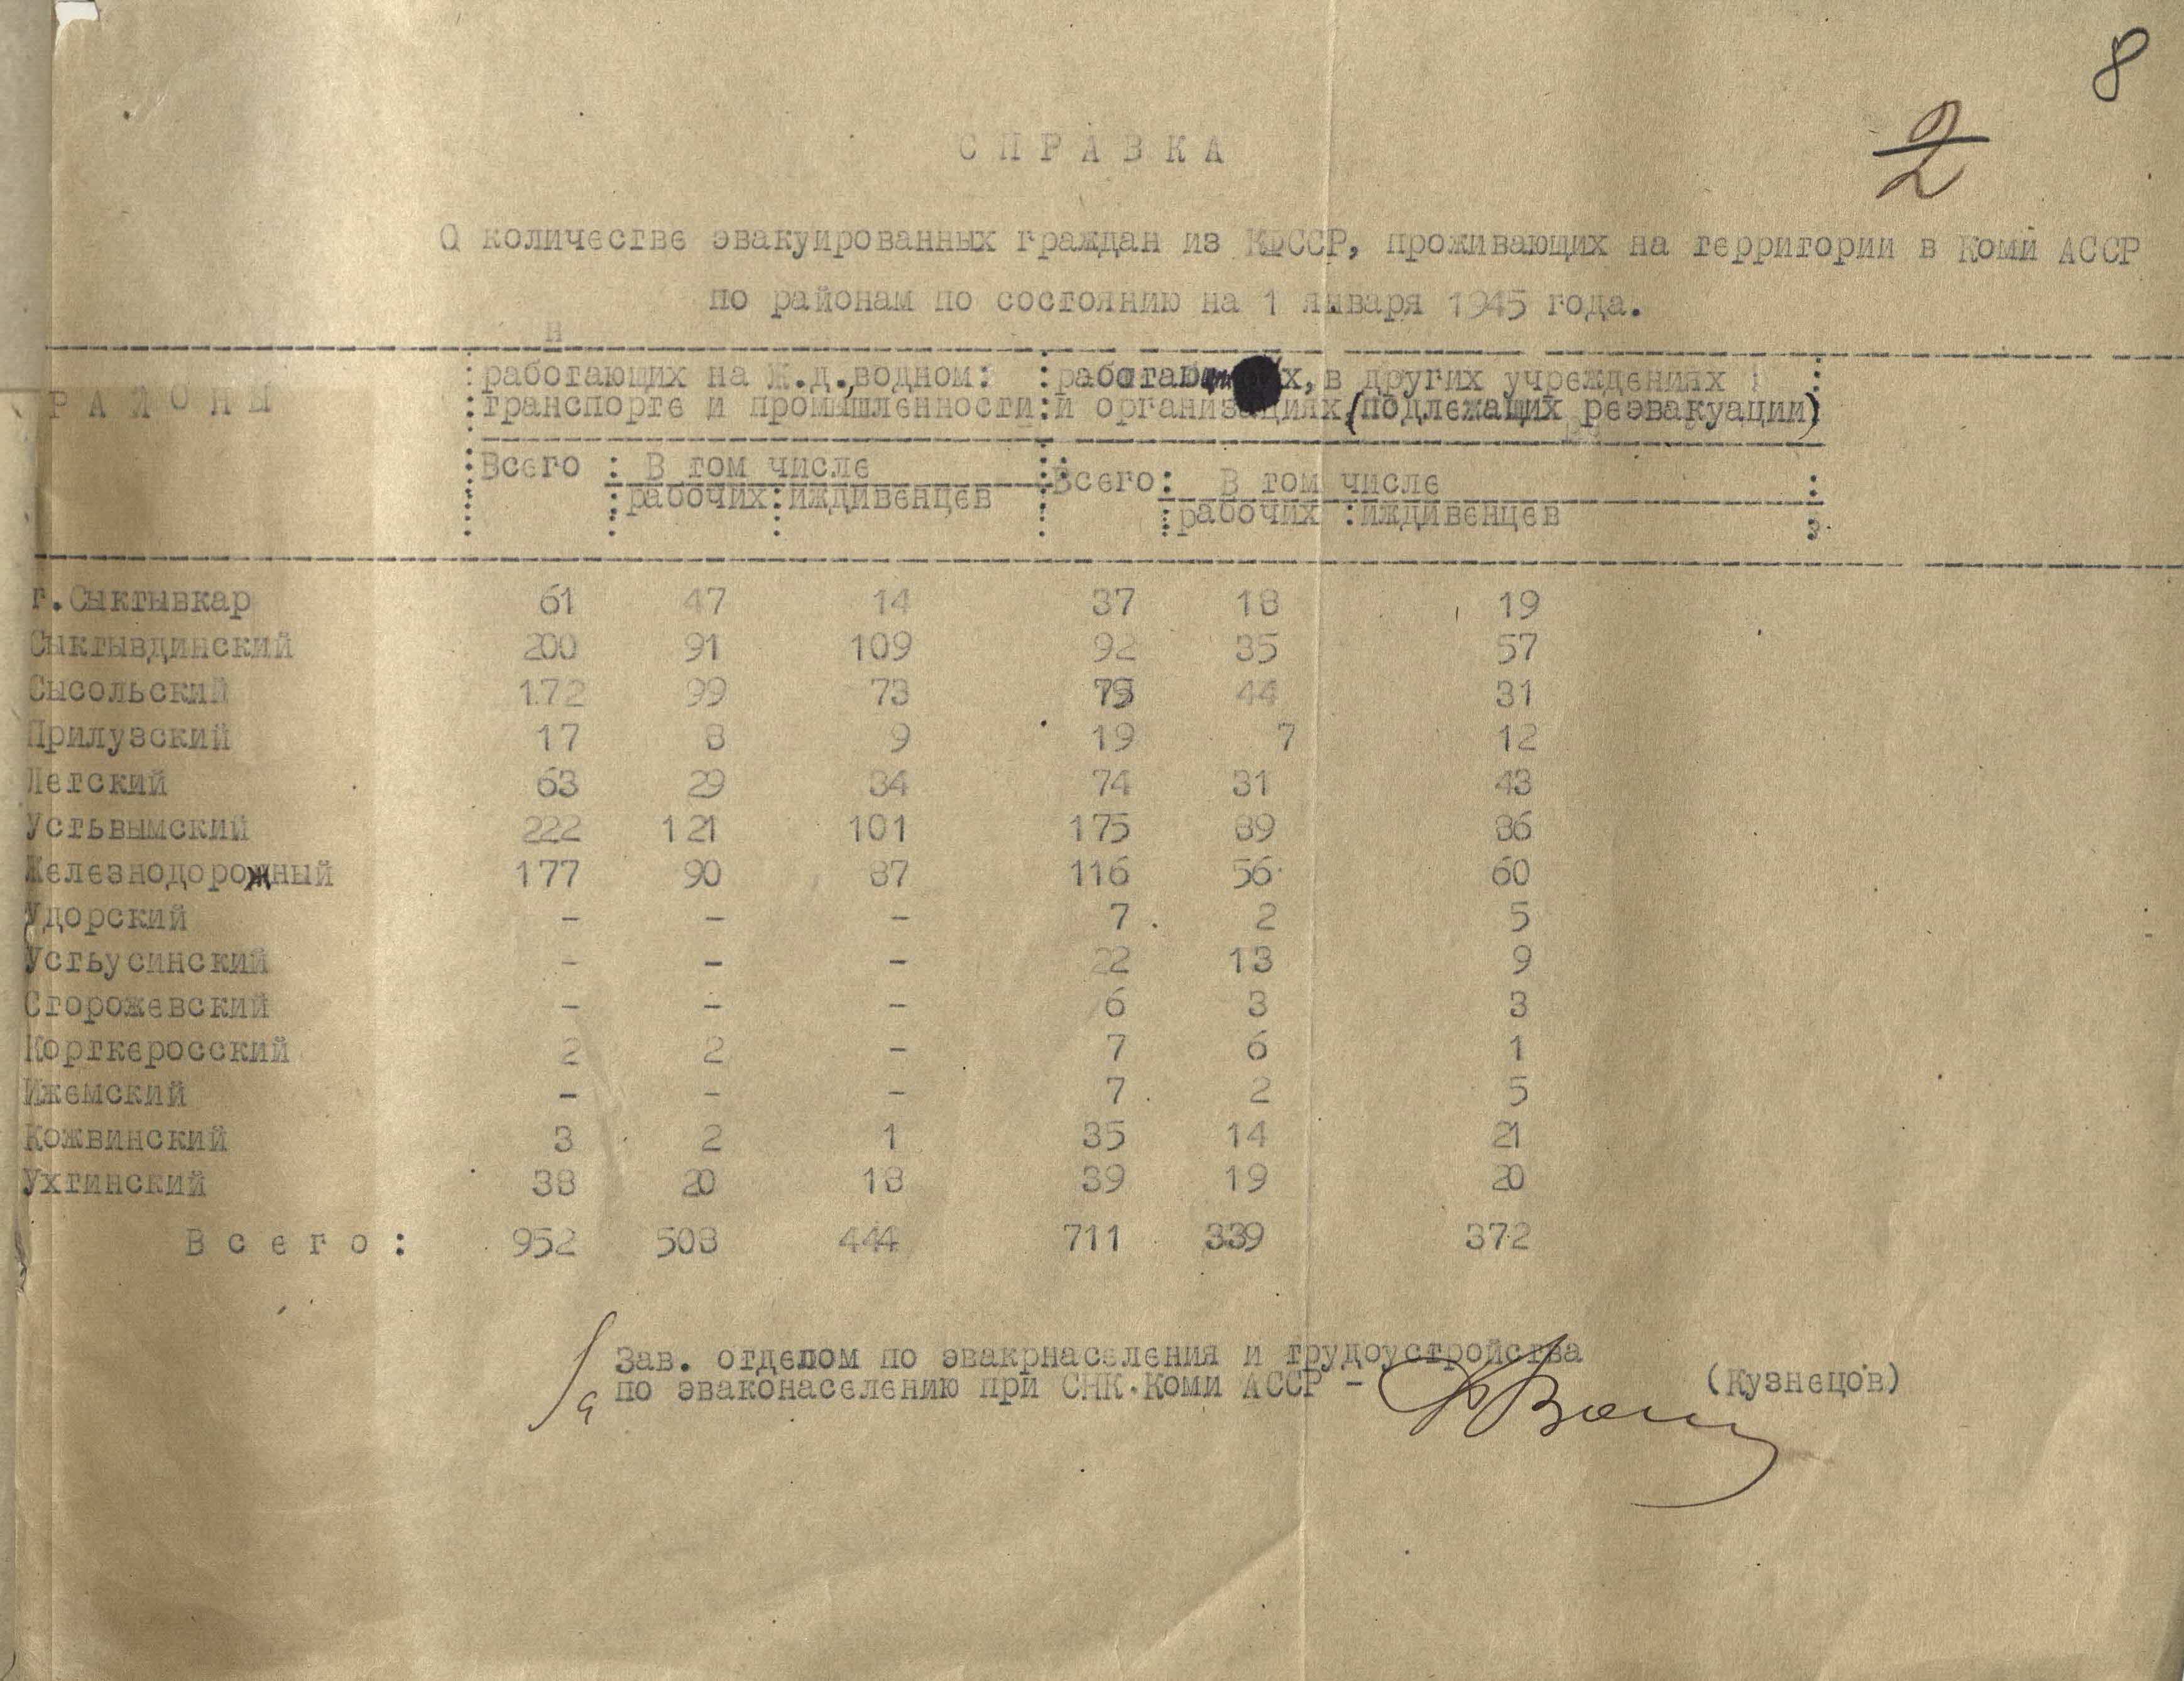 8
2
СПРАВКА
О количестве эвакуированных граждан из КФССР, проживающих на территории в Коми АССР
по районам по состоянию на 1 января 1945 года.
н
РАЙОНЫ :работающих на ж.д.,водном: :работающих,в других учреждениях :
:транспорте и промышленности:и организациях(подлежащих реэвакуации)
:Всего : В том числе :Всего: В том числе :
:рабочих:иждивенцев : :рабочих :иждивенцев
г.Сыктывкар 61 47 14 37 18 19
Сыктывдинский 200 91 109 92 35 57
Сысольский 172 99 73 75 44 31
Прилузский 17 8 9 19 7 12
Летский 63 29 34 74 31 43
Устьвымский 222 121 101 175 89 86
Железнодорожный 177 90 87 116 56 60
Удорский - - - 7 2 5
Устьусинский - - - 22 13 9
Сторожевский - - - 6 3 3
Корткеросский 2 2 - 7 6 1
Ижемский - - - 7 2 5
Кожвинский 3 2 1 35 14 21
Ухтинский 38 20 18 39 19 20
Всего: 952 508 444 711 339 372
Зав. отделом по эвакрнаселения и трудоустройства
по эваконаселению при СНК.Коми АССР - (Кузнецов)